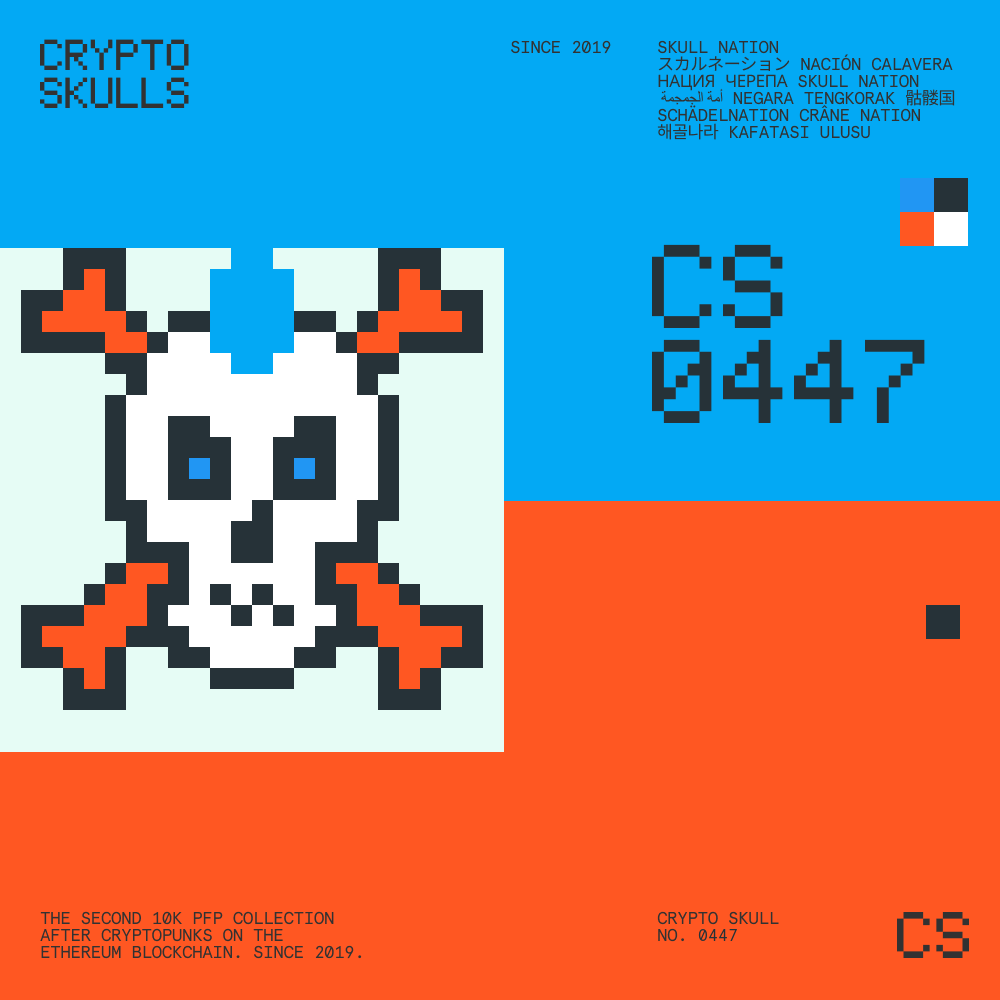 CRYPTO
SKULLS
SINCE 2019
SKULL NATION
スカルネーション NACIÓN CALAVERA
НАЦИЯ ЧЕРЕПА SKULL NATION
أمة الجمجمة NEGARA TENGKORAK 骷髅国
SCHÄDELNATION CRÂNE NATION
해골나라 KAFATASI ULUSU
CS
0447
THE SECOND 10K PFP COLLECTION
AFTER CRYPTOPUNKS ON THE
ETHEREUM BLOCKCHAIN. SINCE 2019.
CRYPTO SKULL
NO. 0447
CS